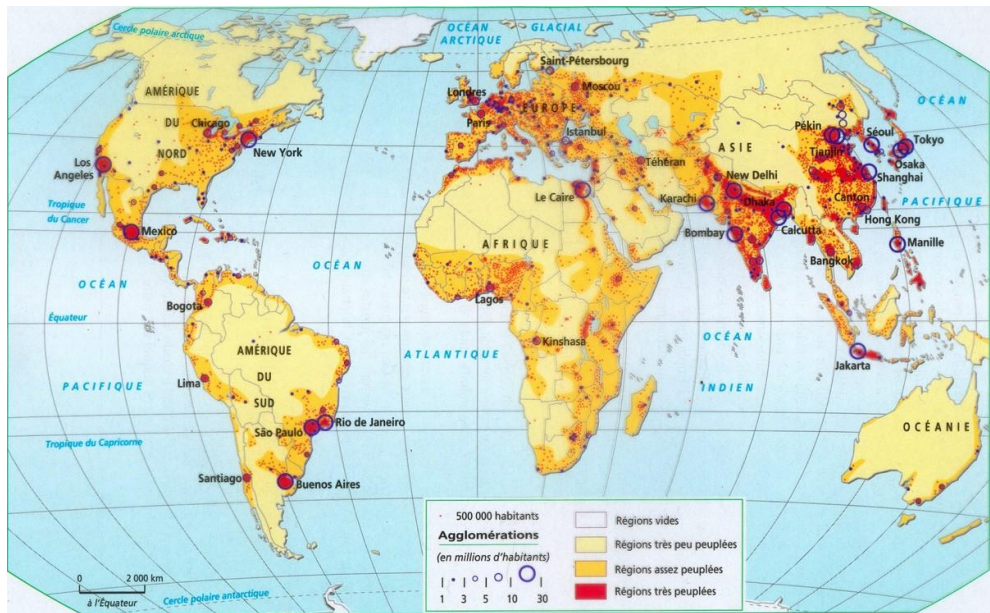 OCÉAN GLACIAL
ARCTIQUE
Cercle polaire arctique
Saint-Pétersbourg
Moscou
Londres
EUROPE
Paris
Istanbul
AMÉRIQUE
DU
NORD
Chicago
New York
Los
Angeles
OCÉAN
PACIFIQUE
Pékin
Séoul
Tokyo
Tianjin
Osaka
ASIE
Shanghai
Téhéran
New Delhi
Le Caire
Karachi
Dhaka
Canton
Hong Kong
Tropique
du Cancer
Mexico
Bombay
Calcutta
Manille
Bangkok
AFRIQUE
OCÉAN
ATLANTIQUE
OCÉAN
PACIFIQUE
Bogota
Lagos
Équateur
Kinshasa
OCÉAN
INDIEN
Jakarta
AMÉRIQUE
DU
SUD
Lima
Rio de Janeiro
São Paulo
OCÉANIE
Tropique du Capricorne
Santiago
Buenos Aires
500 000 habitants
Agglomérations
(en millions d'habitants)
1 3 5 10 30
Régions vides
Régions très peu peuplées
Régions assez peuplées
Régions très peuplées
0 2 000 km
à l'Équateur
Cercle polaire antarctique